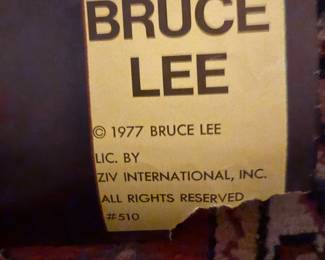 BRUCE
LEE
© 1977 BRUCE LEE
LIC. BY
ZIV INTERNATIONAL, INC.
ALL RIGHTS RESERVED
#510